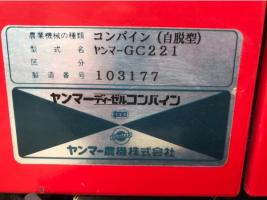 農業機械の種類 コンバイン(自脱型)
型式名 ヤンマーGC221
区分
製造番号 103177
ヤンマーディーゼルコンバイン
ヤンマー農機株式会社